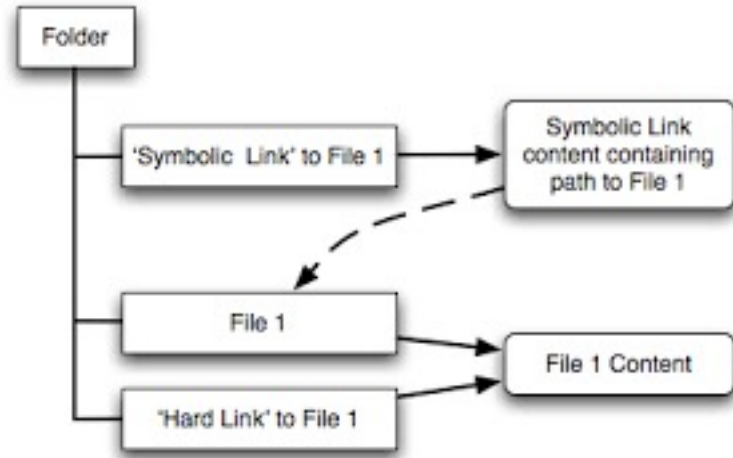 Folder
'Symbolic Link' to File 1
Symbolic Link
content containing
path to File 1
File 1
File 1 Content
'Hard Link' to File 1